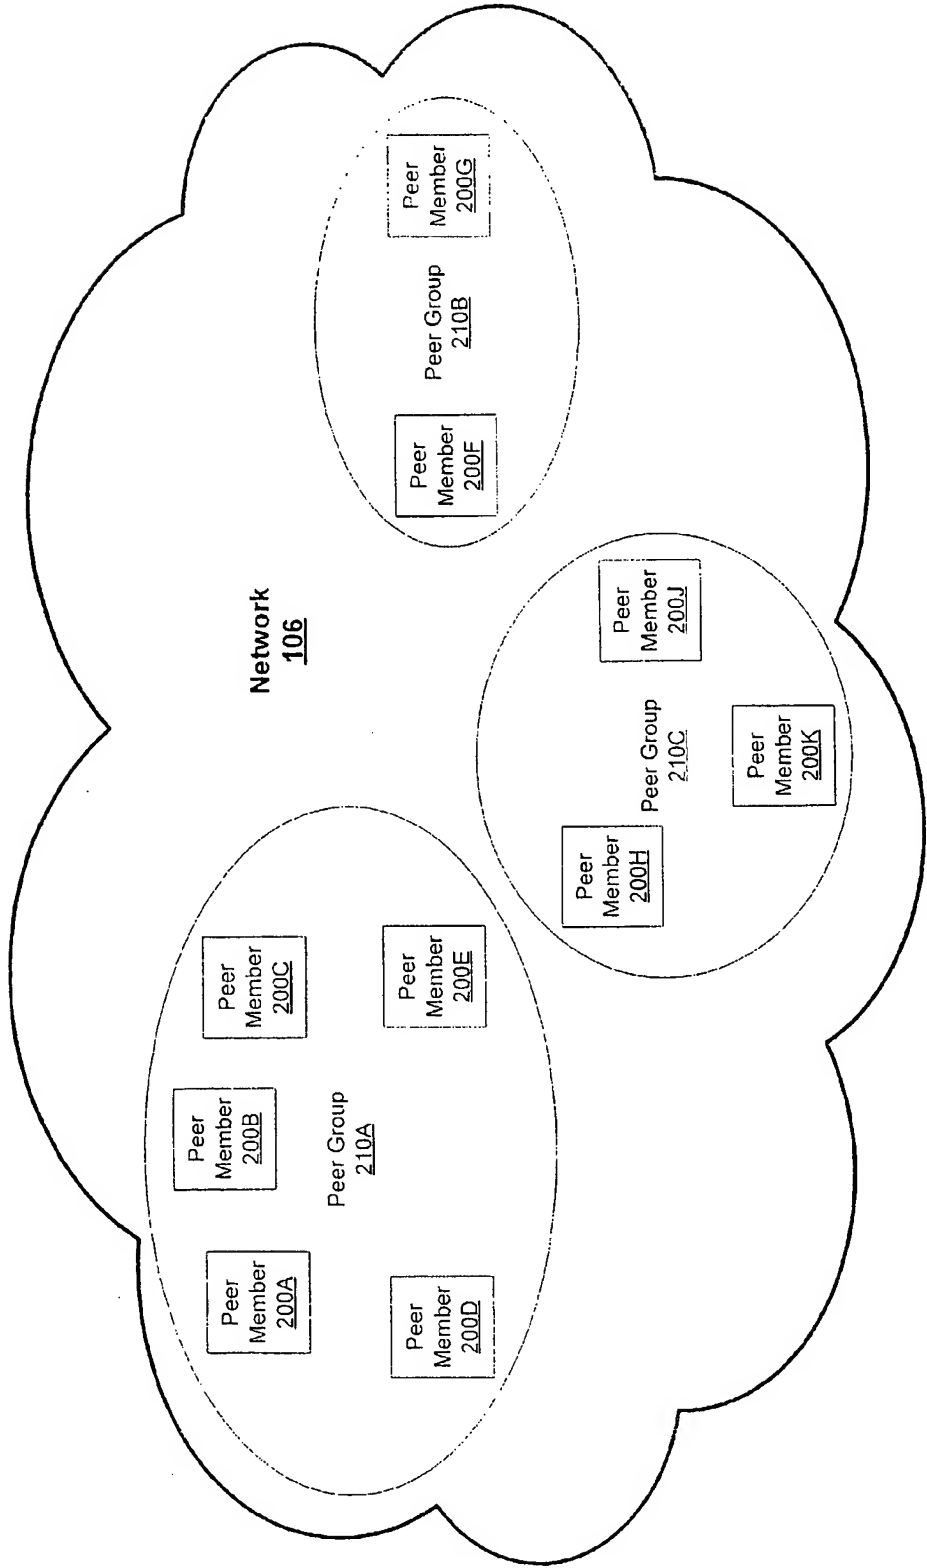 Network
106
Peer
Member
200A
Peer
Member
200B
Peer
Member
200C
Peer Group
210A
Peer
Member
200D
Peer
Member
200E
Peer
Member
200F
Peer Group
210B
Peer
Member
200G
Peer
Member
200H
Peer Group
210C
Peer
Member
200J
Peer
Member
200K